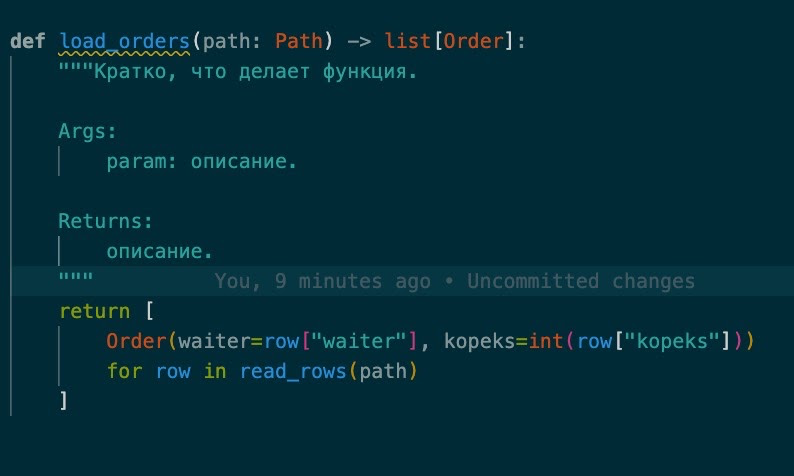 def load_orders(path: Path) -> list[Order]:
    """Кратко, что делает функция.

    Args:
        param: описание.

    Returns:
        описание.
    """          You, 9 minutes ago • Uncommitted changes
    return [
        Order(waiter=row["waiter"], kopeks=int(row["kopeks"]))
        for row in read_rows(path)
    ]